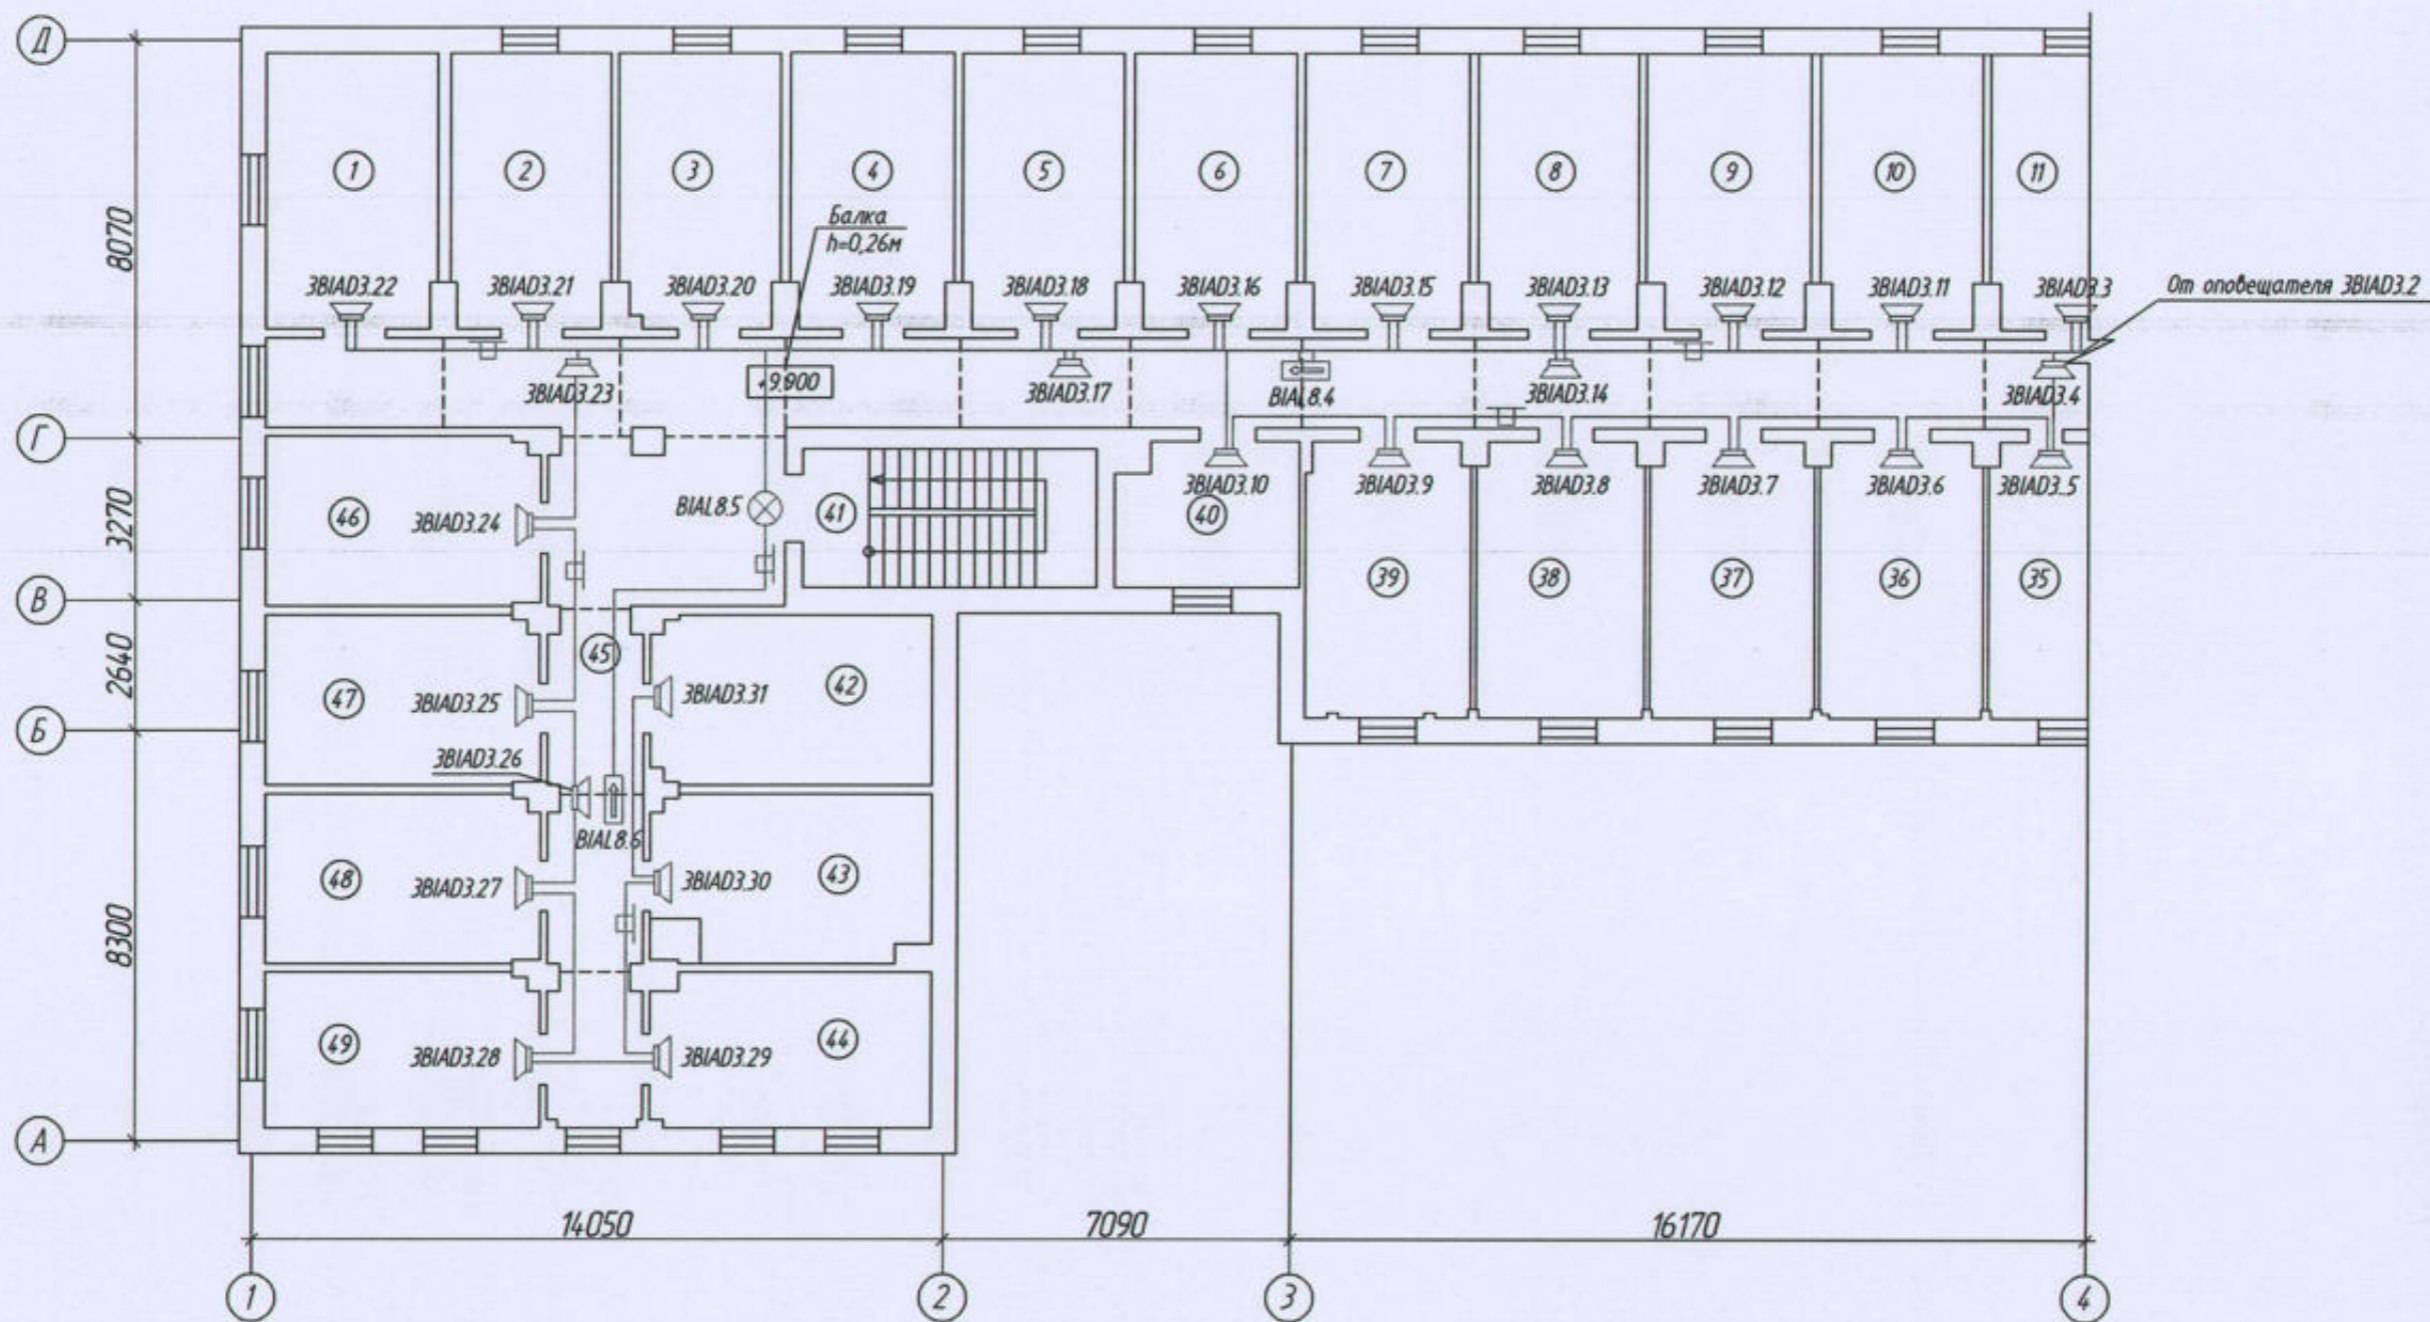 Д
1
2
3
4
5
6
7
8
9
10
11
8070
Балка
h=0,26м
3BIAD3.22
3BIAD3.21
3BIAD3.20
3BIAD3.19
3BIAD3.18
3BIAD3.16
3BIAD3.15
3BIAD3.13
3BIAD3.12
3BIAD3.11
3BIAD3.3
От оповещателя 3BIAD3.2
3BIAD3.23
+9.900
3BIAD3.17
BIAL8.4
3BIAD3.14
3BIAD3.4
Г
3BIAD3.10
3BIAD3.9
3BIAD3.8
3BIAD3.7
3BIAD3.6
3BIAD3.5
46
3BIAD3.24
BIAL8.5
41
40
3270
39
38
37
36
35
В
45
2640
47
3BIAD3.25
3BIAD3.31
42
Б
3BIAD3.26
BIAL8.6
48
3BIAD3.27
3BIAD3.30
43
8300
49
3BIAD3.28
3BIAD3.29
44
А
14050
7090
16170
1
2
3
4